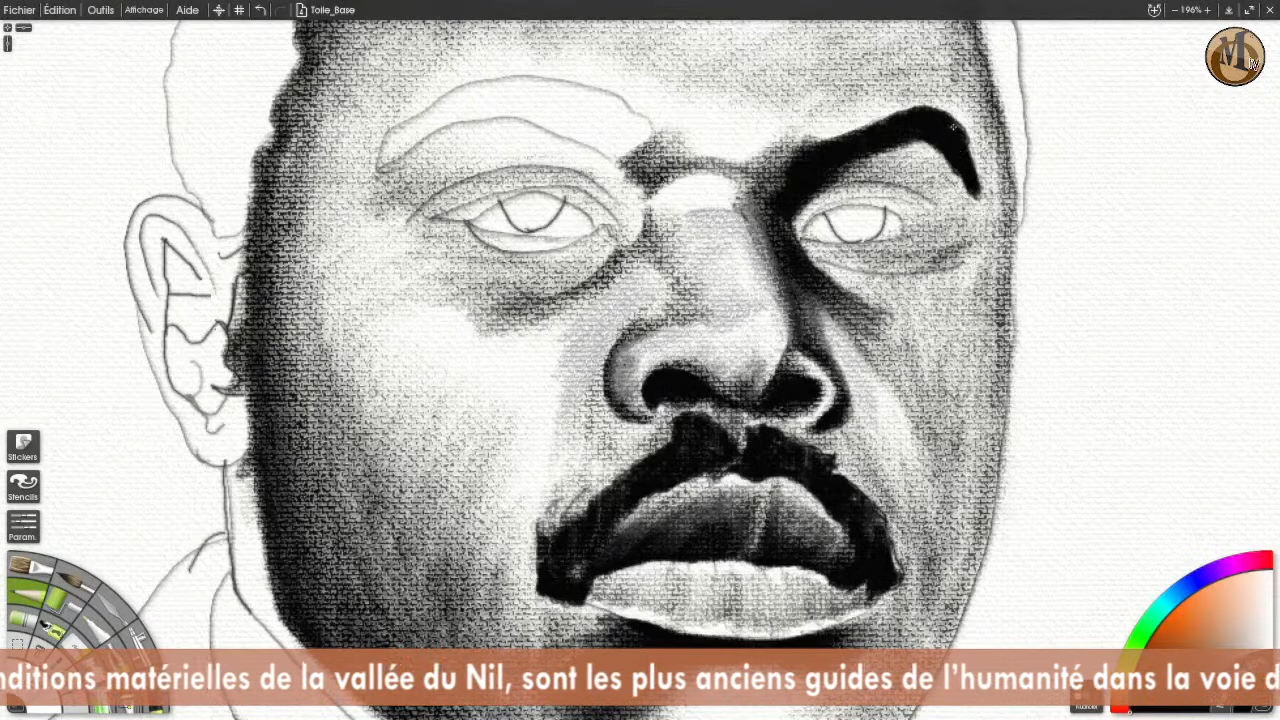 Fichier Édition Outils Affichage Aide Toile_Base 196%
M
Stickers
Stencils
Param.
nditions matérielles de la vallée du Nil, sont les plus anciens guides de l'humanité dans la voie d